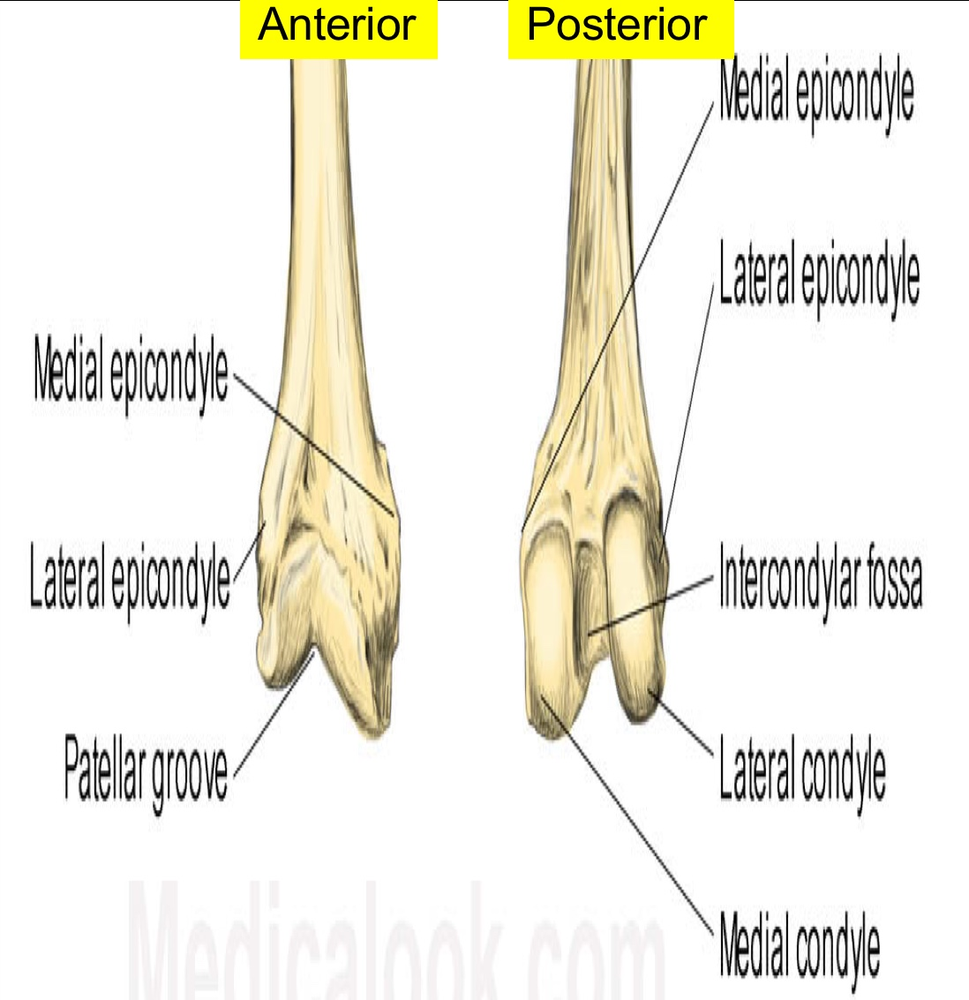 Anterior
Posterior
Medial epicondyle
Lateral epicondyle
Medial epicondyle
Lateral epicondyle
Intercondylar fossa
Patellar groove
Lateral condyle
Medial condyle
Medicalook.com